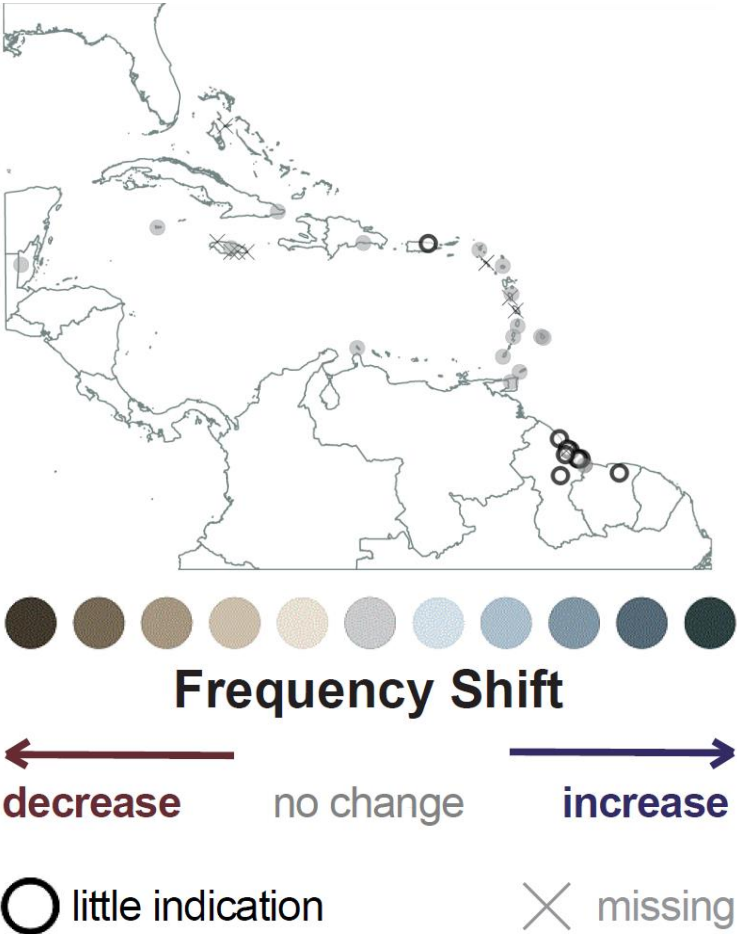 Frequency Shift
decrease no change increase
little indication missing